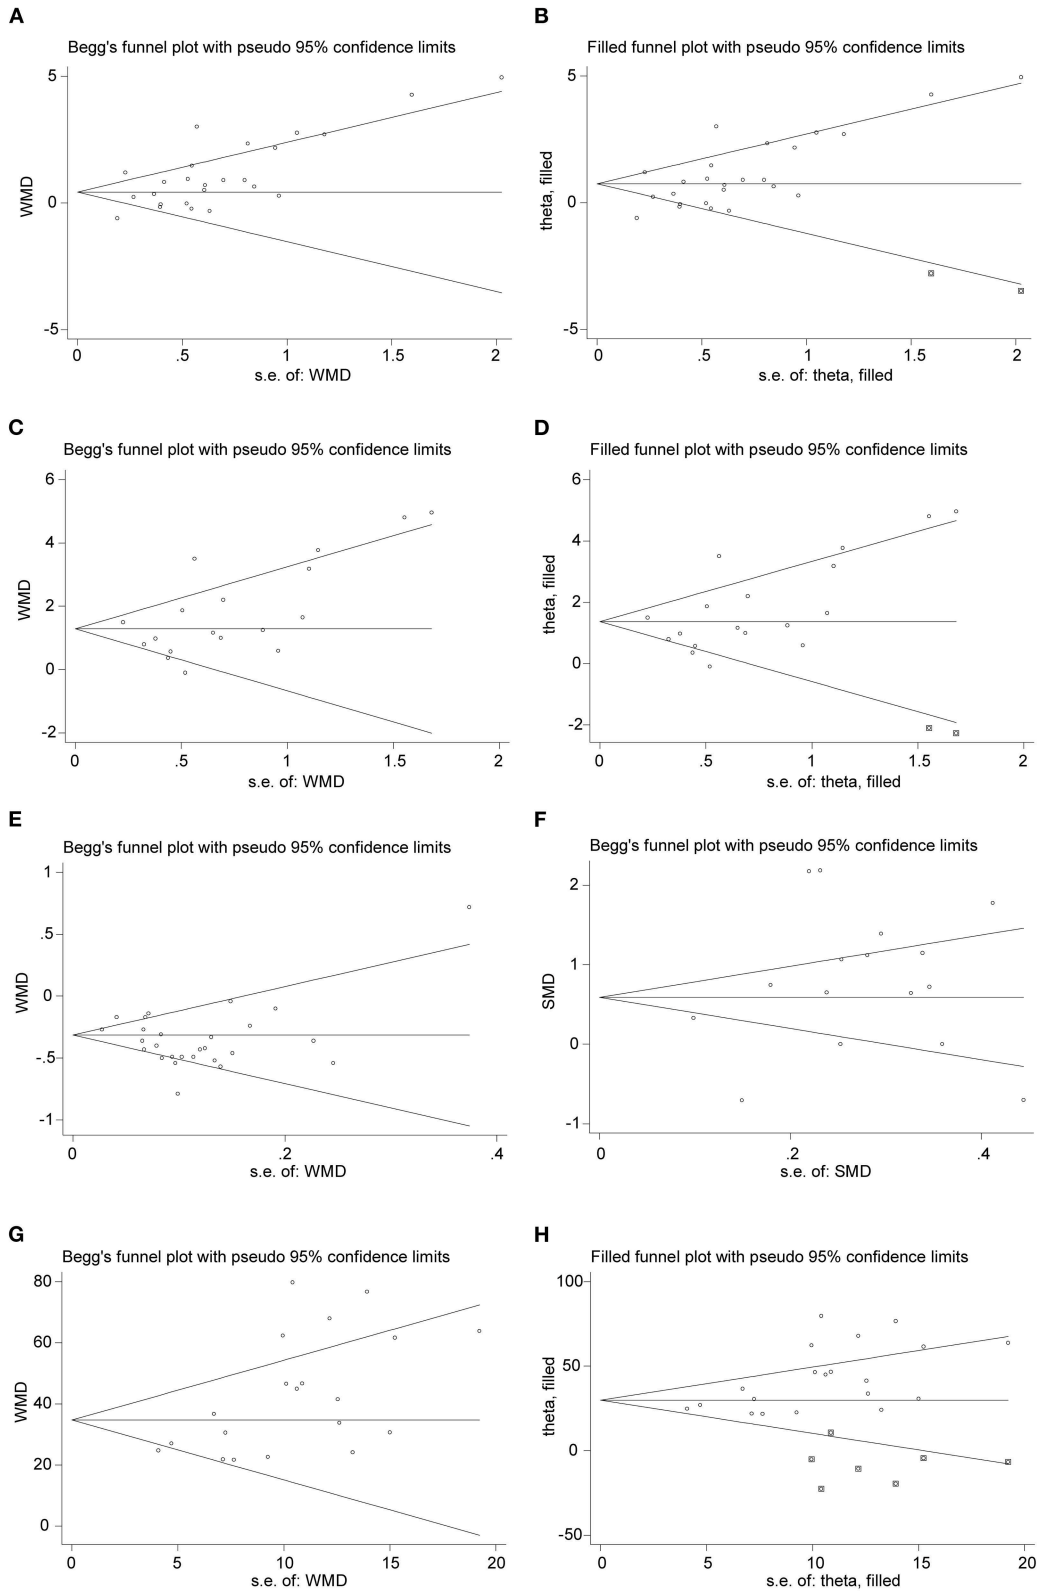 A
Begg's funnel plot with pseudo 95% confidence limits
5
0
-5
WMD
0 .5 1 1.5 2
s.e. of: WMD
B
Filled funnel plot with pseudo 95% confidence limits
5
0
-5
theta, filled
0 .5 1 1.5 2
s.e. of: theta, filled
C
Begg's funnel plot with pseudo 95% confidence limits
6
4
2
0
-2
WMD
0 .5 1 1.5 2
s.e. of: WMD
D
Filled funnel plot with pseudo 95% confidence limits
6
4
2
0
-2
theta, filled
0 .5 1 1.5 2
s.e. of: theta, filled
E
Begg's funnel plot with pseudo 95% confidence limits
1
.5
0
-.5
-1
WMD
0 .2 .4
s.e. of: WMD
F
Begg's funnel plot with pseudo 95% confidence limits
2
1
0
-1
SMD
0 .2 .4
s.e. of: SMD
G
Begg's funnel plot with pseudo 95% confidence limits
80
60
40
20
0
WMD
0 5 10 15 20
s.e. of: WMD
H
Filled funnel plot with pseudo 95% confidence limits
100
50
0
-50
theta, filled
0 5 10 15 20
s.e. of: theta, filled